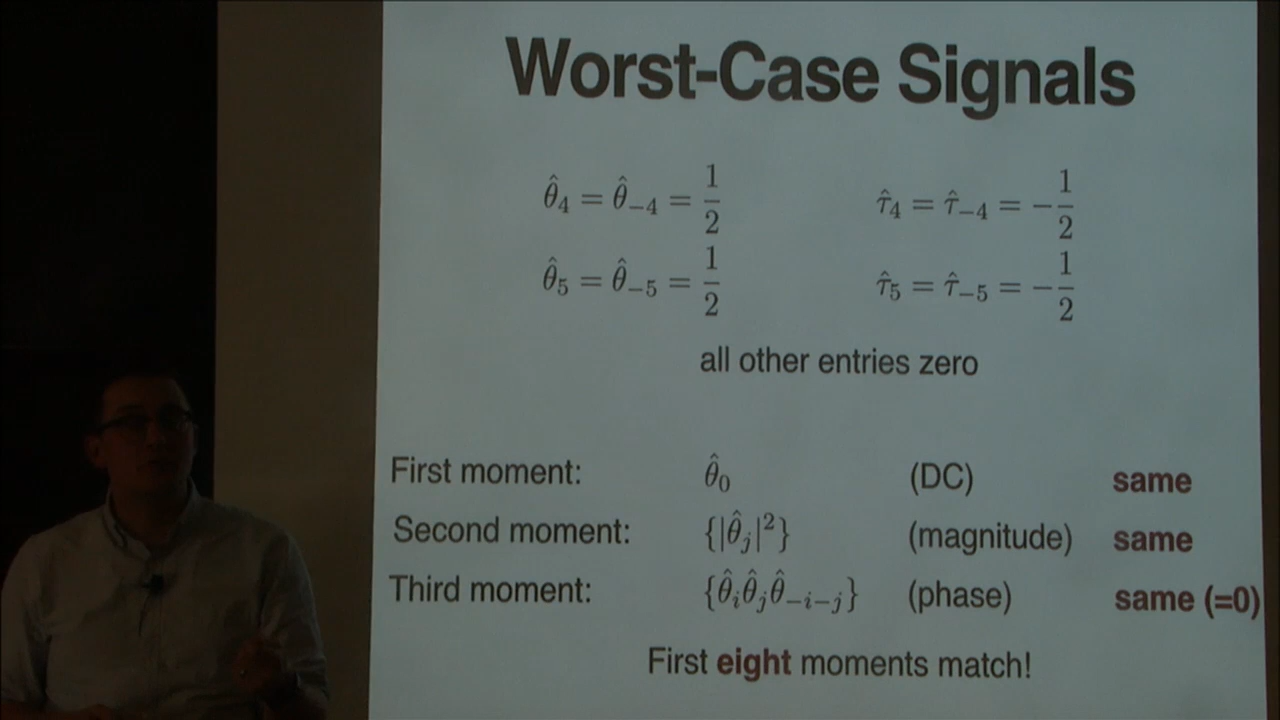 Worst-Case Signals
θ̂₄ = θ̂₋₄ = 1/2    τ̂₄ = τ̂₋₄ = −1/2
θ̂₅ = θ̂₋₅ = 1/2    τ̂₅ = τ̂₋₅ = −1/2
all other entries zero
First moment: θ̂₀ (DC) same
Second moment: {|θ̂ⱼ|²} (magnitude) same
Third moment: {θ̂ᵢθ̂ⱼθ̂₋ᵢ₋ⱼ} (phase) same (=0)
First eight moments match!